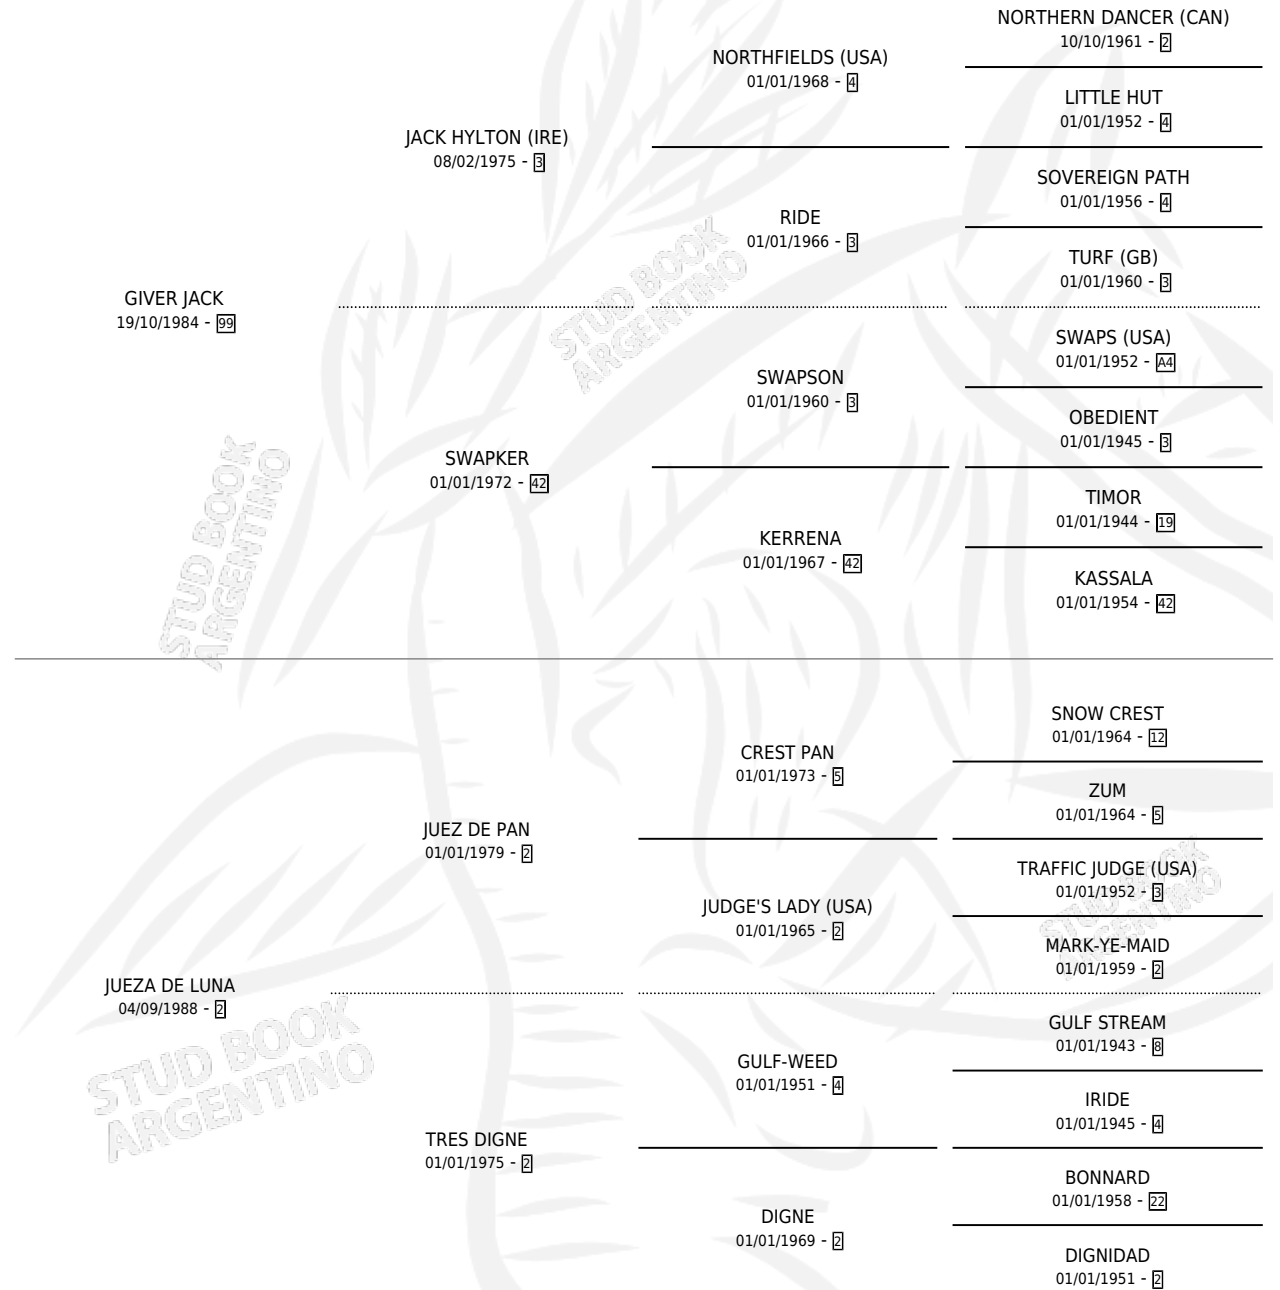 NORTHERN DANCER (CAN)
10/10/1961 - 2
NORTHFIELDS (USA)
01/01/1968 - 4
LITTLE HUT
01/01/1952 - 4
JACK HYLTON (IRE)
08/02/1975 - 3
SOVEREIGN PATH
01/01/1956 - 4
RIDE
01/01/1966 - 3
TURF (GB)
01/01/1960 - 3
GIVER JACK
19/10/1984 - 99
SWAPS (USA)
01/01/1952 - A4
SWAPSON
01/01/1960 - 3
OBEDIENT
01/01/1945 - 3
SWAPKER
01/01/1972 - 42
TIMOR
01/01/1944 - 19
KERRENA
01/01/1967 - 42
KASSALA
01/01/1954 - 42
SNOW CREST
01/01/1964 - 12
CREST PAN
01/01/1973 - 5
ZUM
01/01/1964 - 5
JUEZ DE PAN
01/01/1979 - 2
TRAFFIC JUDGE (USA)
01/01/1952 - 3
JUDGE'S LADY (USA)
01/01/1965 - 2
MARK-YE-MAID
01/01/1959 - 2
JUEZA DE LUNA
04/09/1988 - 2
GULF STREAM
01/01/1943 - 8
GULF-WEED
01/01/1951 - 4
IRIDE
01/01/1945 - 4
TRES DIGNE
01/01/1975 - 2
BONNARD
01/01/1958 - 22
DIGNE
01/01/1969 - 2
DIGNIDAD
01/01/1951 - 2
STUD BOOK
ARGENTINO
STUD BOOK
ARGENTINO
STUD BOOK
ARGENTINO
STUD BOOK
ARGENTINO